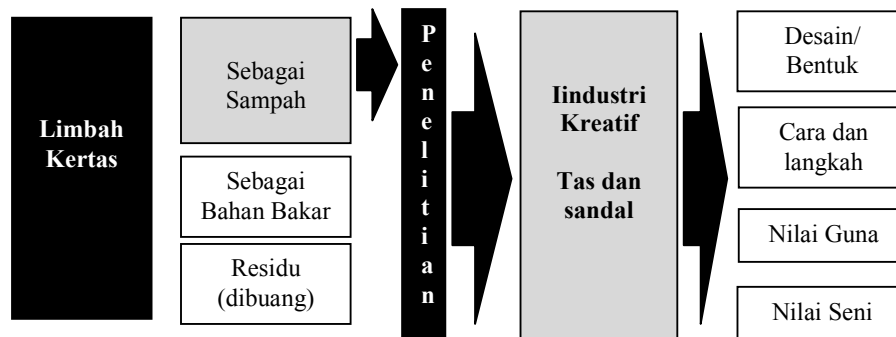 Limbah
Kertas
Sebagai
Sampah
Sebagai
Bahan Bakar
Residu
(dibuang)
P
e
n
e
l
i
t
i
a
n
Iindustri
Kreatif
Tas dan
sandal
Desain/
Bentuk
Cara dan
langkah
Nilai Guna
Nilai Seni